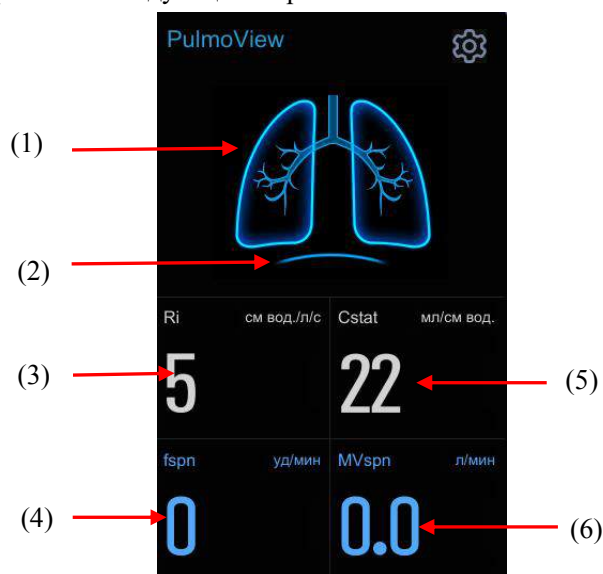 PulmoView
(1)
(2)
Ri см вод./л/с Cstat мл/см вод.
(3) 5 22 (5)
fspn уд/мин MVspn л/мин
(4) 0 0.0 (6)